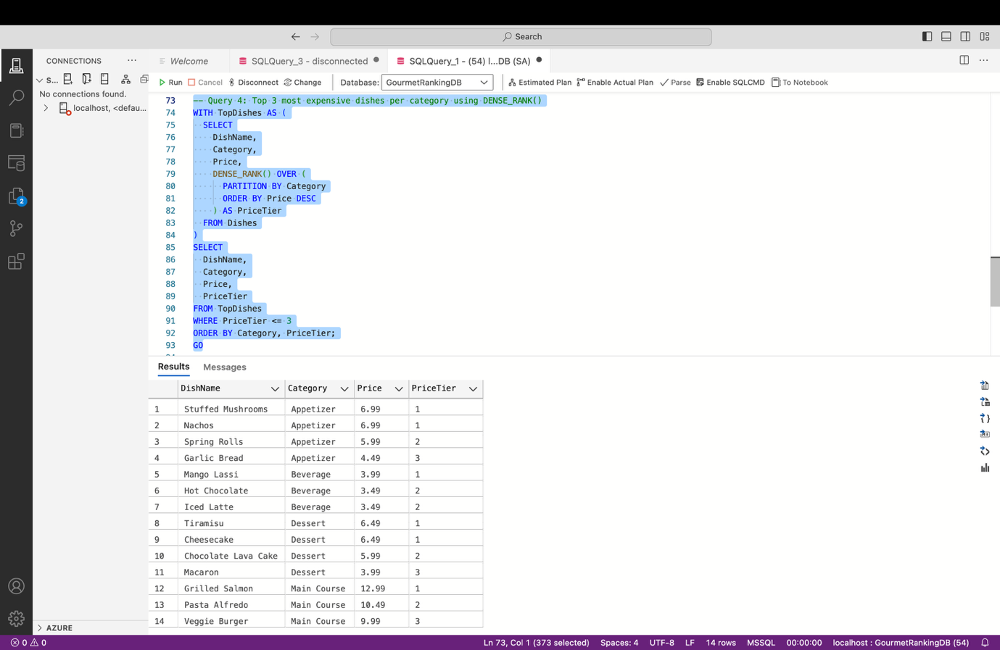 Search
CONNECTIONS
Welcome
SQLQuery_3 - disconnected
SQLQuery_1 - (54) l...DB (SA)
S...
Run Cancel Disconnect Change Database: GourmetRankingDB Estimated Plan Enable Actual Plan Parse Enable SQLCMD To Notebook
No connections found.
localhost, <defau...
73 -- Query 4: Top 3 most expensive dishes per category using DENSE_RANK()
74 WITH TopDishes AS (
75 SELECT
76 DishName,
77 Category,
78 Price,
79 DENSE_RANK() OVER (
80 PARTITION BY Category
81 ORDER BY Price DESC
82 ) AS PriceTier
83 FROM Dishes
84 )
85 SELECT
86 DishName,
87 Category,
88 Price,
89 PriceTier
90 FROM TopDishes
91 WHERE PriceTier <= 3
92 ORDER BY Category, PriceTier;
93 GO
2
Results Messages
DishName Category Price PriceTier
1 Stuffed Mushrooms Appetizer 6.99 1
2 Nachos Appetizer 6.99 1
3 Spring Rolls Appetizer 5.99 2
4 Garlic Bread Appetizer 4.49 3
5 Mango Lassi Beverage 3.99 1
6 Hot Chocolate Beverage 3.49 2
7 Iced Latte Beverage 3.49 2
8 Tiramisu Dessert 6.49 1
9 Cheesecake Dessert 6.49 1
10 Chocolate Lava Cake Dessert 5.99 2
11 Macaron Dessert 3.99 3
12 Grilled Salmon Main Course 12.99 1
13 Pasta Alfredo Main Course 10.49 2
14 Veggie Burger Main Course 9.99 3
AZURE
0 0 Ln 73, Col 1 (373 selected) Spaces: 4 UTF-8 LF 14 rows MSSQL 00:00:00 localhost : GourmetRankingDB (54)